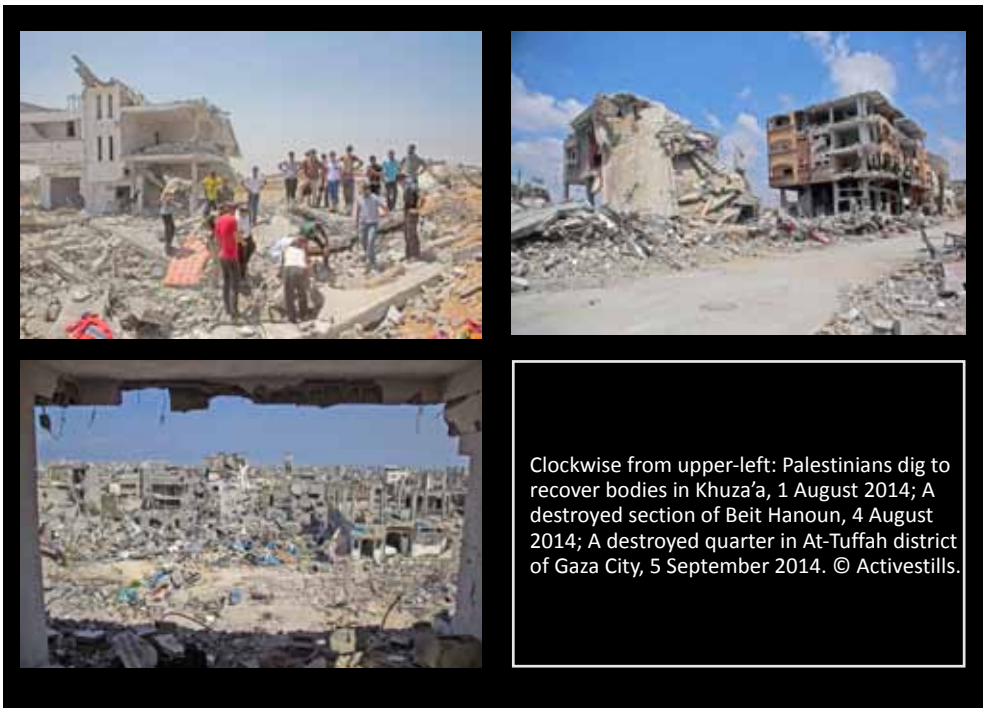 Clockwise from upper-left: Palestinians dig to
recover bodies in Khuza’a, 1 August 2014; A
destroyed section of Beit Hanoun, 4 August
2014; A destroyed quarter in At-Tuffah district
of Gaza City, 5 September 2014. © Activestills.